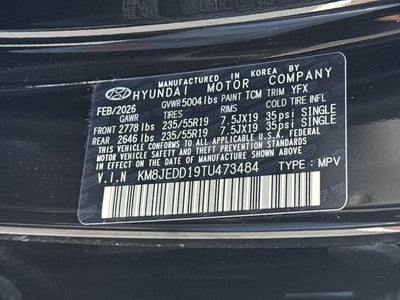 MANUFACTURED IN KOREA BY
HYUNDAI MOTOR COMPANY
FEB/2026 GVWR 5004 lbs PAINT TCM TRIM YFX
GAWR TIRES RIMS COLD TIRE INFL
FRONT 2778 lbs 235/55R19 7.5JX19 35psi SINGLE
REAR 2646 lbs 235/55R19 7.5JX19 35psi SINGLE
THIS VEHICLE CONFORMS TO ALL APPLICABLE U.S.A. FEDERAL
MOTOR VEHICLE SAFETY AND THEFT PREVENTION STANDARDS
IN EFFECT ON THE DATE OF MANUFACTURE SHOWN ABOVE.
V.I.N KM8JEDD19TU473484 TYPE : MPV